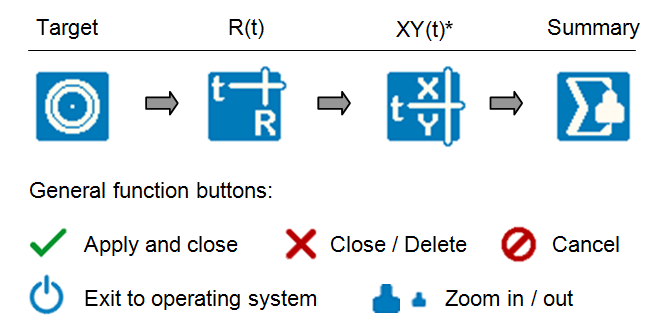 Target R(t) XY(t)* Summary
t R
t X Y
General function buttons:
Apply and close Close / Delete Cancel
Exit to operating system Zoom in / out